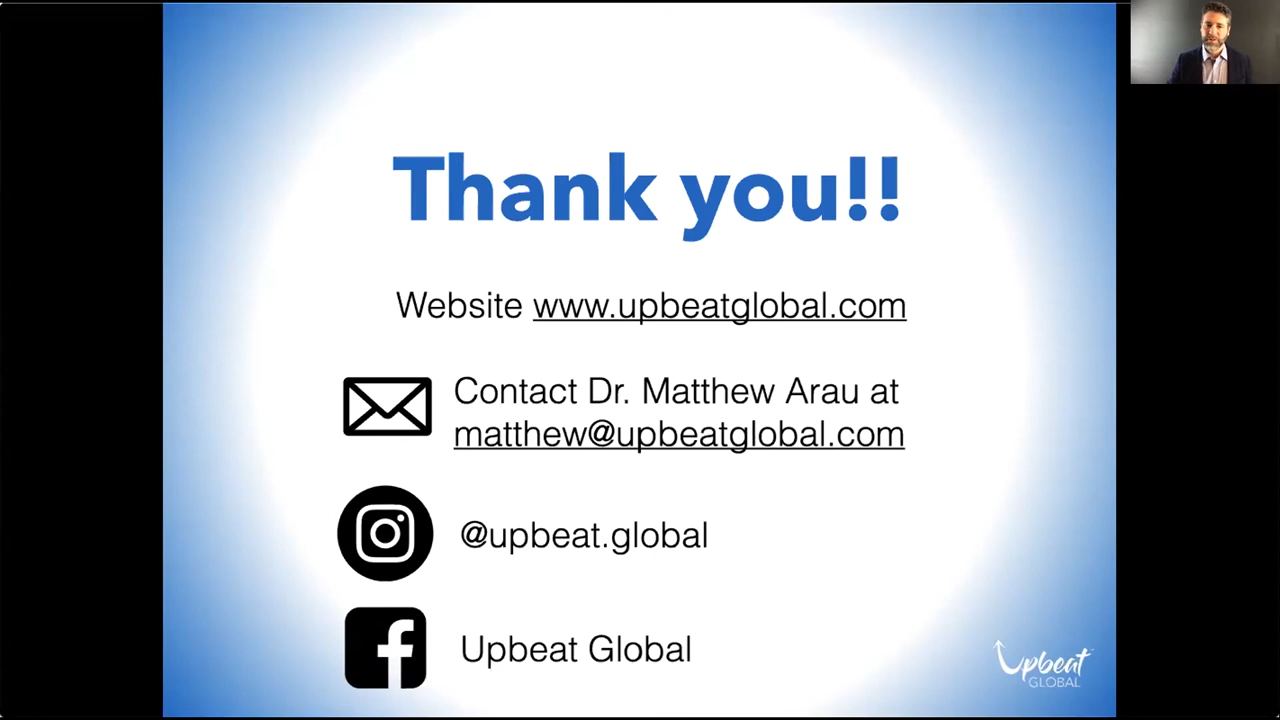 Thank you!!
Website www.upbeatglobal.com
Contact Dr. Matthew Arau at
matthew@upbeatglobal.com
@upbeat.global
Upbeat Global
Upbeat
GLOBAL